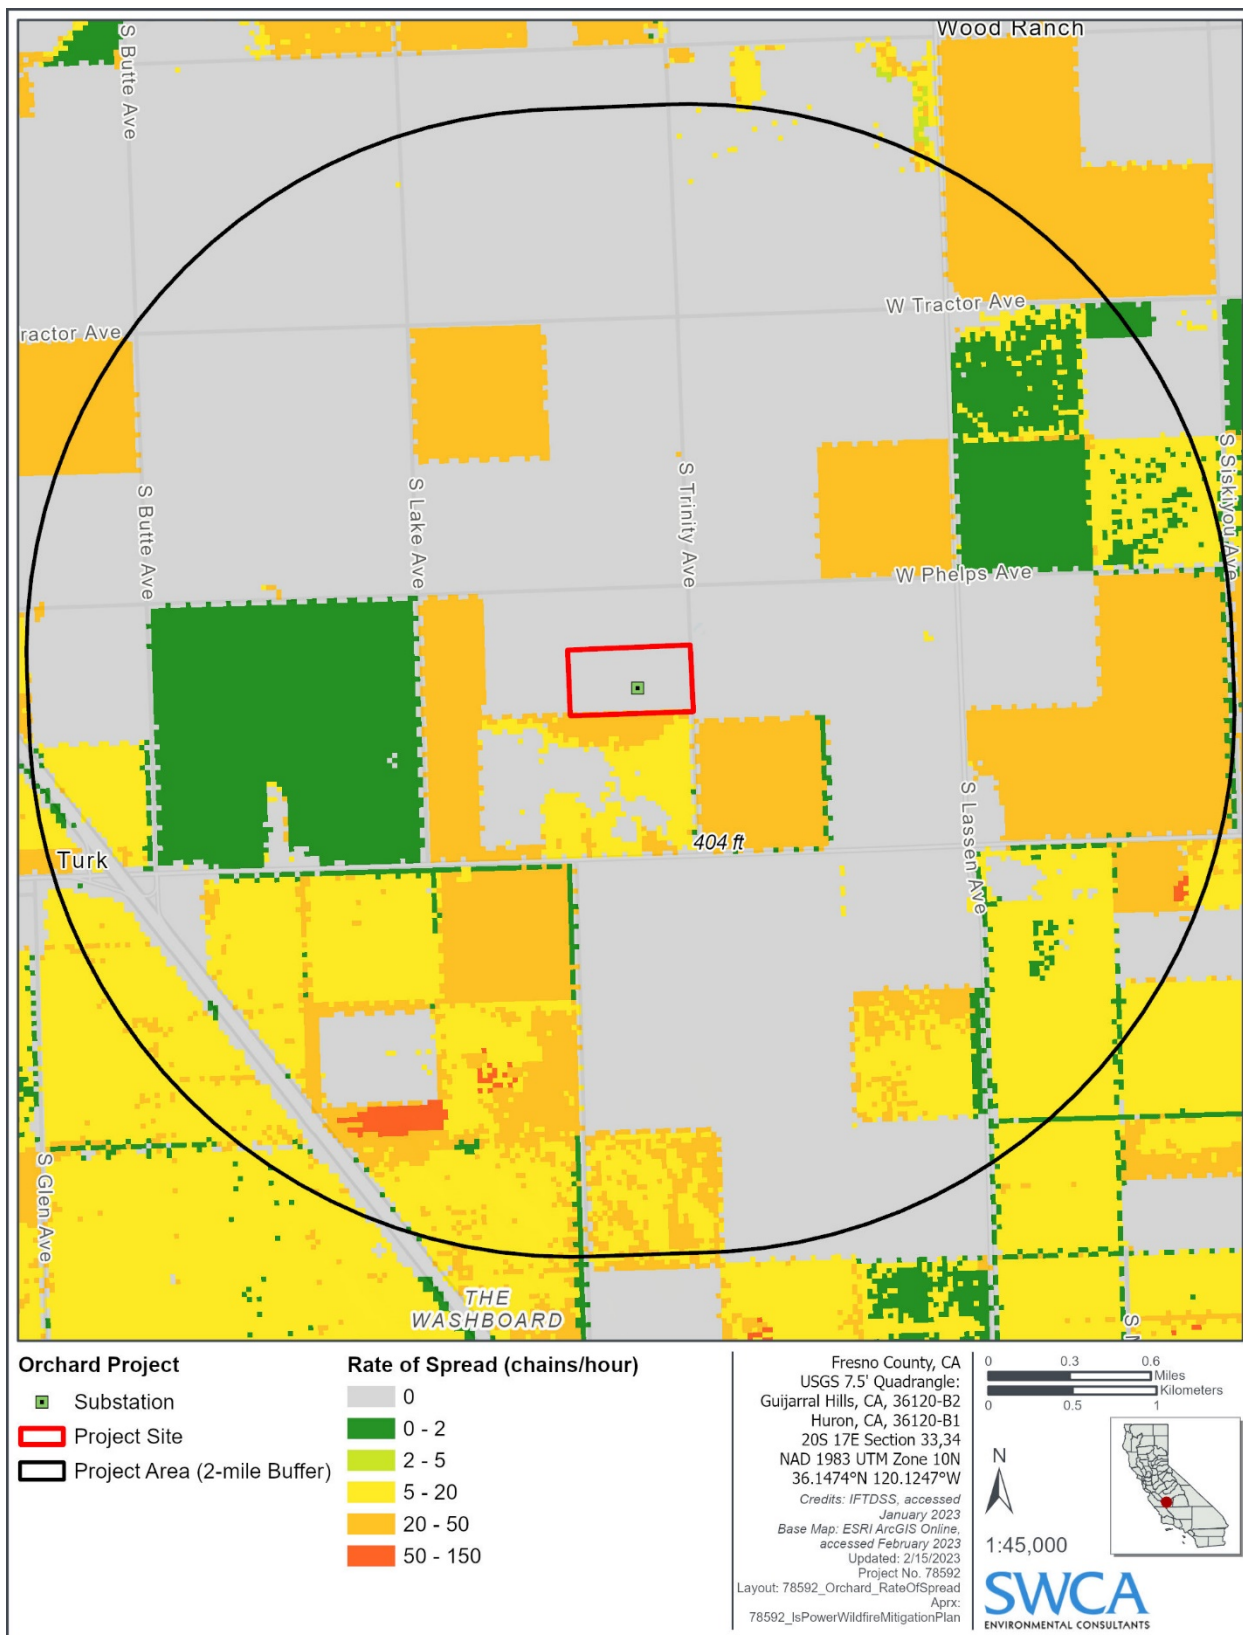 Wood Ranch
S Butte Ave
W Tractor Ave
ractor Ave
S Siskiyou Ave
S Trinity Ave
S Lake Ave
S Butte Ave
W Phelps Ave
S Lassen Ave
404 ft
Turk
S Glen Ave
THE
WASHBOARD
Orchard Project
Substation
Project Site
Project Area (2-mile Buffer)
Rate of Spread (chains/hour)
0
0 - 2
2 - 5
5 - 20
20 - 50
50 - 150
Fresno County, CA
USGS 7.5' Quadrangle:
Guijarral Hills, CA, 36120-B2
Huron, CA, 36120-B1
20S 17E Section 33,34
NAD 1983 UTM Zone 10N
36.1474°N 120.1247°W
Credits: IFTDSS, accessed
January 2023
Base Map: ESRI ArcGIS Online,
accessed February 2023
Updated: 2/15/2023
Project No. 78592
Layout: 78592_Orchard_RateOfSpread
Aprx:
78592_IsPowerWildfireMitigationPlan
0 0.3 0.6
Miles
Kilometers
0 0.5 1
N
1:45,000
SWCA
ENVIRONMENTAL CONSULTANTS